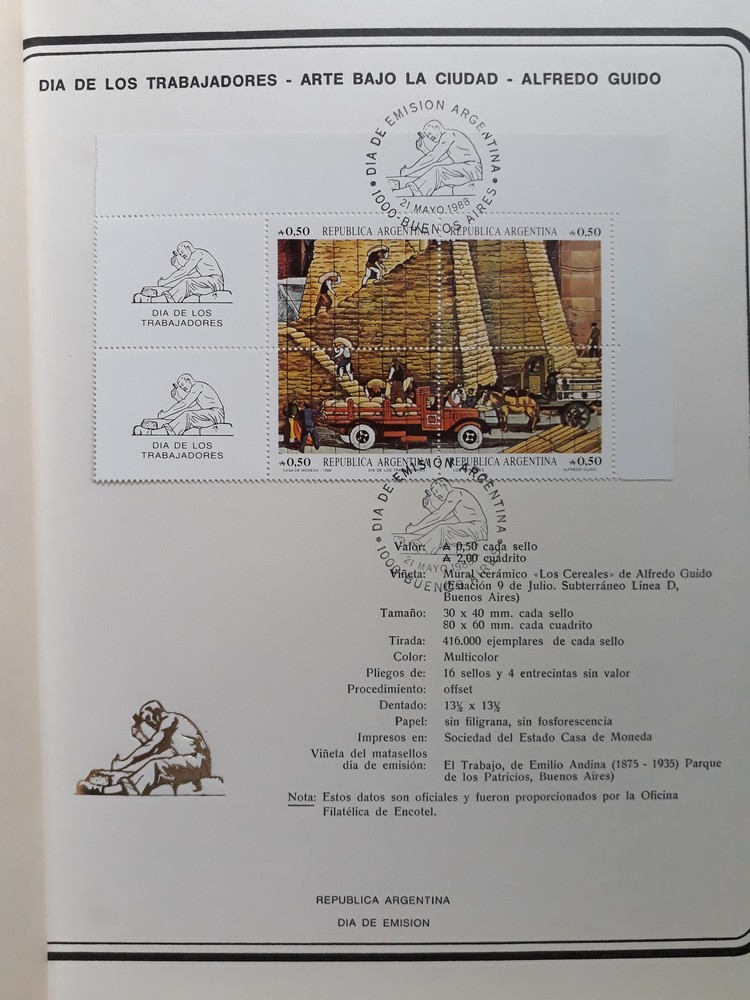 DIA DE LOS TRABAJADORES - ARTE BAJO LA CIUDAD - ALFREDO GUIDO
DIA DE EMISION ARGENTINA
21 MAYO 1988
1000-BUENOS AIRES
₳0,50 REPUBLICA ARGENTINA
REPUBLICA ARGENTINA ₳0,50
DIA DE LOS
TRABAJADORES
DIA DE LOS
TRABAJADORES
₳0,50 REPUBLICA ARGENTINA
REPUBLICA ARGENTINA ₳0,50
CASA DE MONEDA 1988
ALFREDO GUIDO
DIA DE EMISION ARGENTINA
21 MAYO 1988
1000-BUENOS AIRES
Valor: ₳ 0,50 cada sello
₳ 2,00 cuadrito
Viñeta: Mural cerámico «Los Cereales» de Alfredo Guido
(Estación 9 de Julio. Subterráneo Línea D,
Buenos Aires)
Tamaño: 30 x 40 mm. cada sello
80 x 60 mm. cada cuadrito
Tirada: 416.000 ejemplares de cada sello
Color: Multicolor
Pliegos de: 16 sellos y 4 entrecintas sin valor
Procedimiento: offset
Dentado: 13½ x 13½
Papel: sin filigrana, sin fosforescencia
Impresos en: Sociedad del Estado Casa de Moneda
Viñeta del matasellos
día de emisión: El Trabajo, de Emilio Andina (1875 - 1935) Parque
de los Patricios, Buenos Aires)
Nota: Estos datos son oficiales y fueron proporcionados por la Oficina
Filatélica de Encotel.
REPUBLICA ARGENTINA
DIA DE EMISION